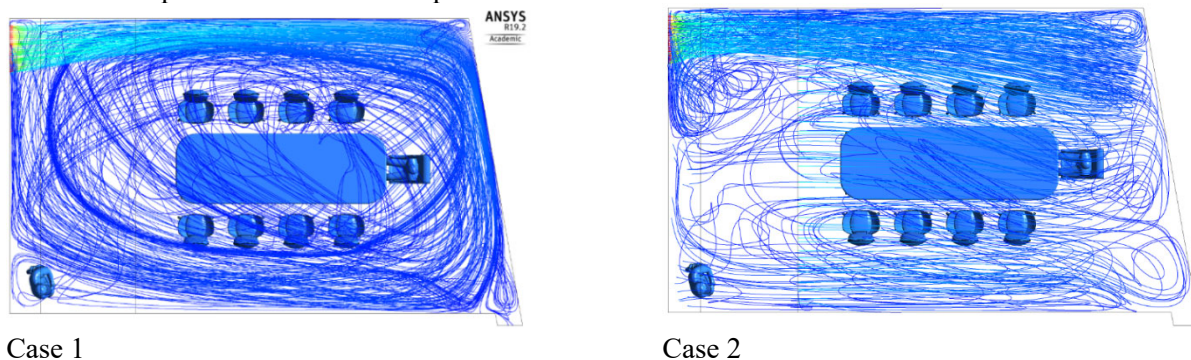 ANSYS
R19.2
Academic
Case 1
Case 2